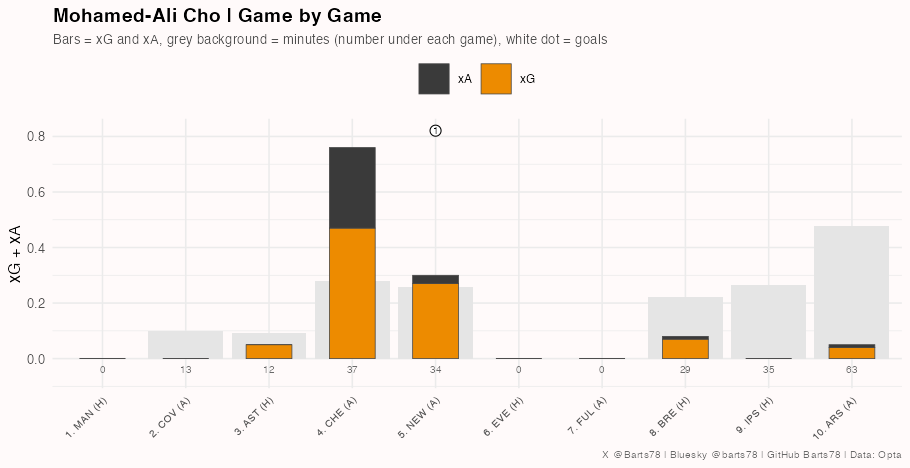 Mohamed-Ali Cho | Game by Game
Bars = xG and xA, grey background = minutes (number under each game), white dot = goals
xA xG
xG + xA
0.8
0.6
0.4
0.2
0.0
1
0 13 12 37 34 0 0 29 35 63
1. MAN (H) 2. COV (A) 3. AST (H) 4. CHE (A) 5. NEW (A) 6. EVE (H) 7. FUL (A) 8. BRE (H) 9. IPS (H) 10. ARS (A)
X @Barts78 | Bluesky @barts78 | GitHub Barts78 | Data: Opta